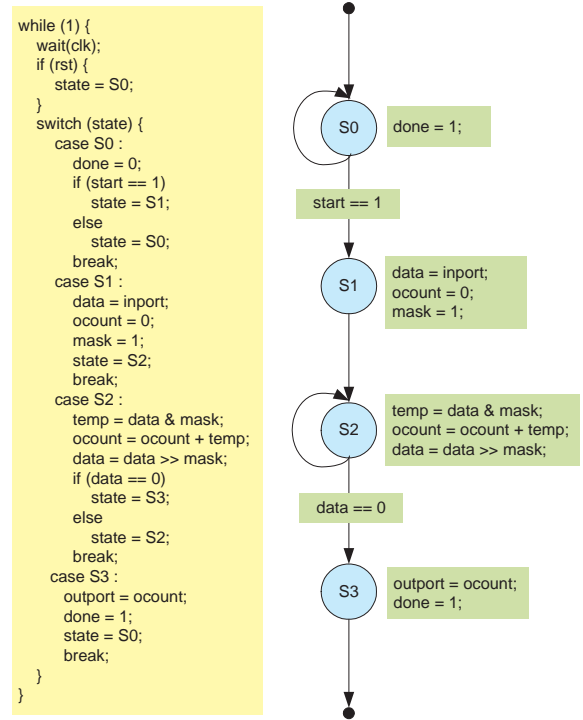 while (1) {
wait(clk);
if (rst) {
state = S0;
}
switch (state) {
case S0 :
done = 0;
if (start == 1)
state = S1;
else
state = S0;
break;
case S1 :
data = inport;
ocount = 0;
mask = 1;
state = S2;
break;
case S2 :
temp = data & mask;
ocount = ocount + temp;
data = data >> mask;
if (data == 0)
state = S3;
else
state = S2;
break;
case S3 :
outport = ocount;
done = 1;
state = S0;
break;
}
}
S0
done = 1;
start == 1
S1
data = inport;
ocount = 0;
mask = 1;
S2
temp = data & mask;
ocount = ocount + temp;
data = data >> mask;
data == 0
S3
outport = ocount;
done = 1;